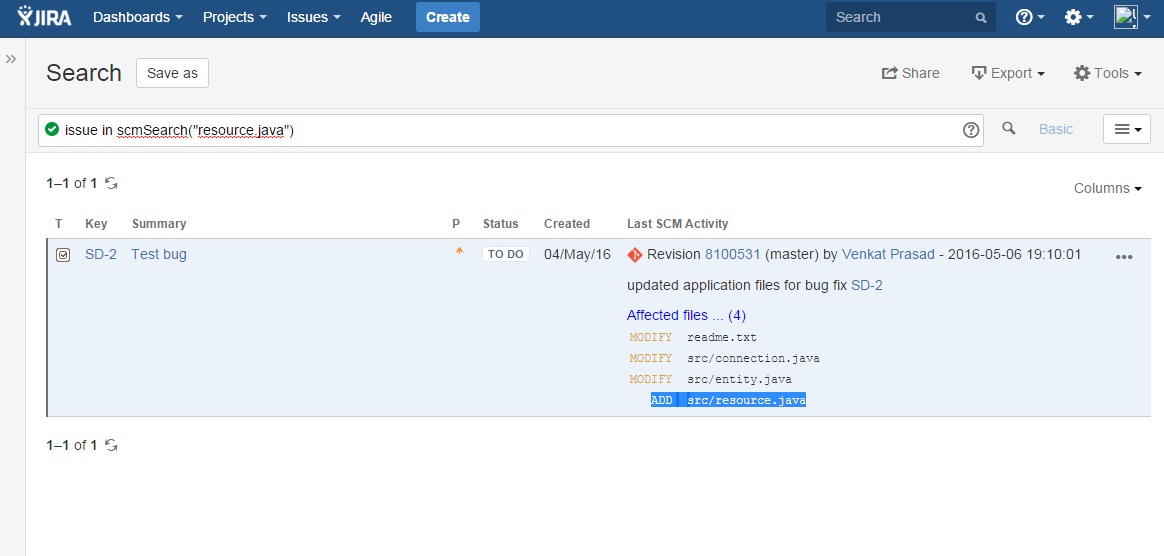 JIRA Dashboards Projects Issues Agile Create Search
Search Save as Share Export Tools
issue in scmSearch("resource.java") Basic
1–1 of 1
Columns
T Key Summary P Status Created Last SCM Activity
SD-2 Test bug TO DO 04/May/16 Revision 8100531 (master) by Venkat Prasad - 2016-05-06 19:10:01
updated application files for bug fix SD-2
Affected files ... (4)
MODIFY readme.txt
MODIFY src/connection.java
MODIFY src/entity.java
ADD src/resource.java
1–1 of 1